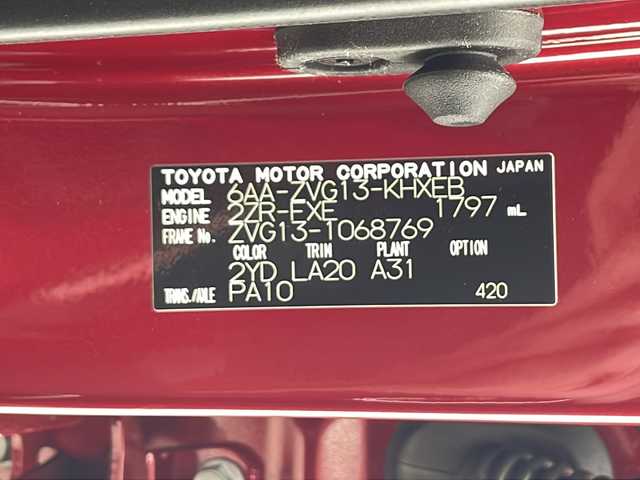 TOYOTA MOTOR CORPORATION JAPAN
MODEL 6AA-ZVG13-KHXEB
ENGINE 2ZR-EXE 1797 mL
FRAME No. ZVG13-1068769
COLOR TRIM PLANT OPTION
2YD LA20 A31
TRANS./AXLE PA10 420